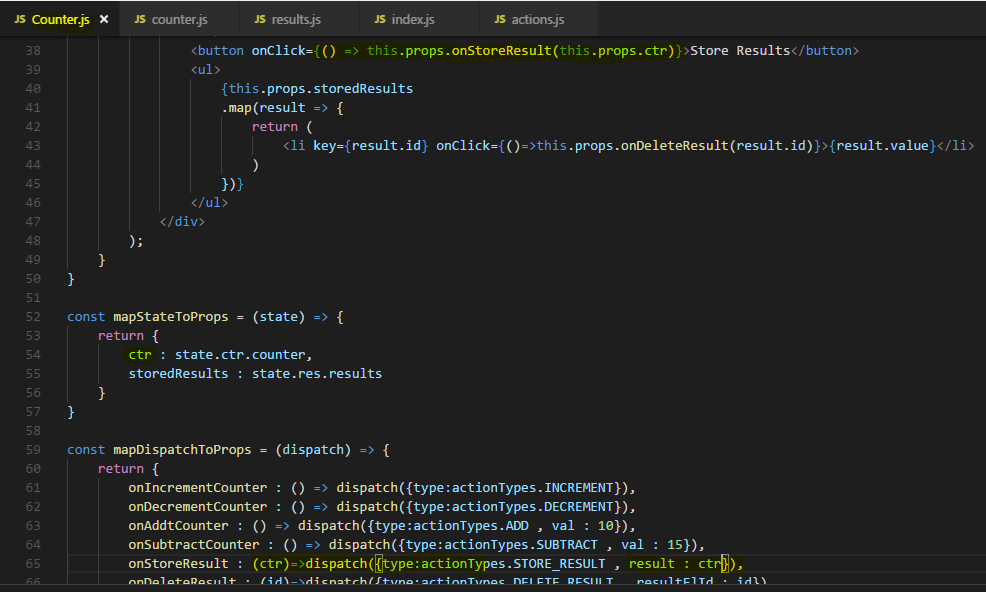 JS Counter.js × JS counter.js JS results.js JS index.js JS actions.js
38 <button onClick={() => this.props.onStoreResult(this.props.ctr)}>Store Results</button>
39 <ul>
40 {this.props.storedResults
41 .map(result => {
42 return (
43 <li key={result.id} onClick={()=>this.props.onDeleteResult(result.id)}>{result.value}</li>
44 )
45 })}
46 </ul>
47 </div>
48 );
49 }
50 }
51
52 const mapStateToProps = (state) => {
53 return {
54 ctr : state.ctr.counter,
55 storedResults : state.res.results
56 }
57 }
58
59 const mapDispatchToProps = (dispatch) => {
60 return {
61 onIncrementCounter : () => dispatch({type:actionTypes.INCREMENT}),
62 onDecrementCounter : () => dispatch({type:actionTypes.DECREMENT}),
63 onAddtCounter : () => dispatch({type:actionTypes.ADD , val : 10}),
64 onSubtractCounter : () => dispatch({type:actionTypes.SUBTRACT , val : 15}),
65 onStoreResult : (ctr)=>dispatch({type:actionTypes.STORE_RESULT , result : ctr}),
66 onDeleteResult : (id)=>dispatch({type:actionTypes.DELETE_RESULT , resultElId : id})